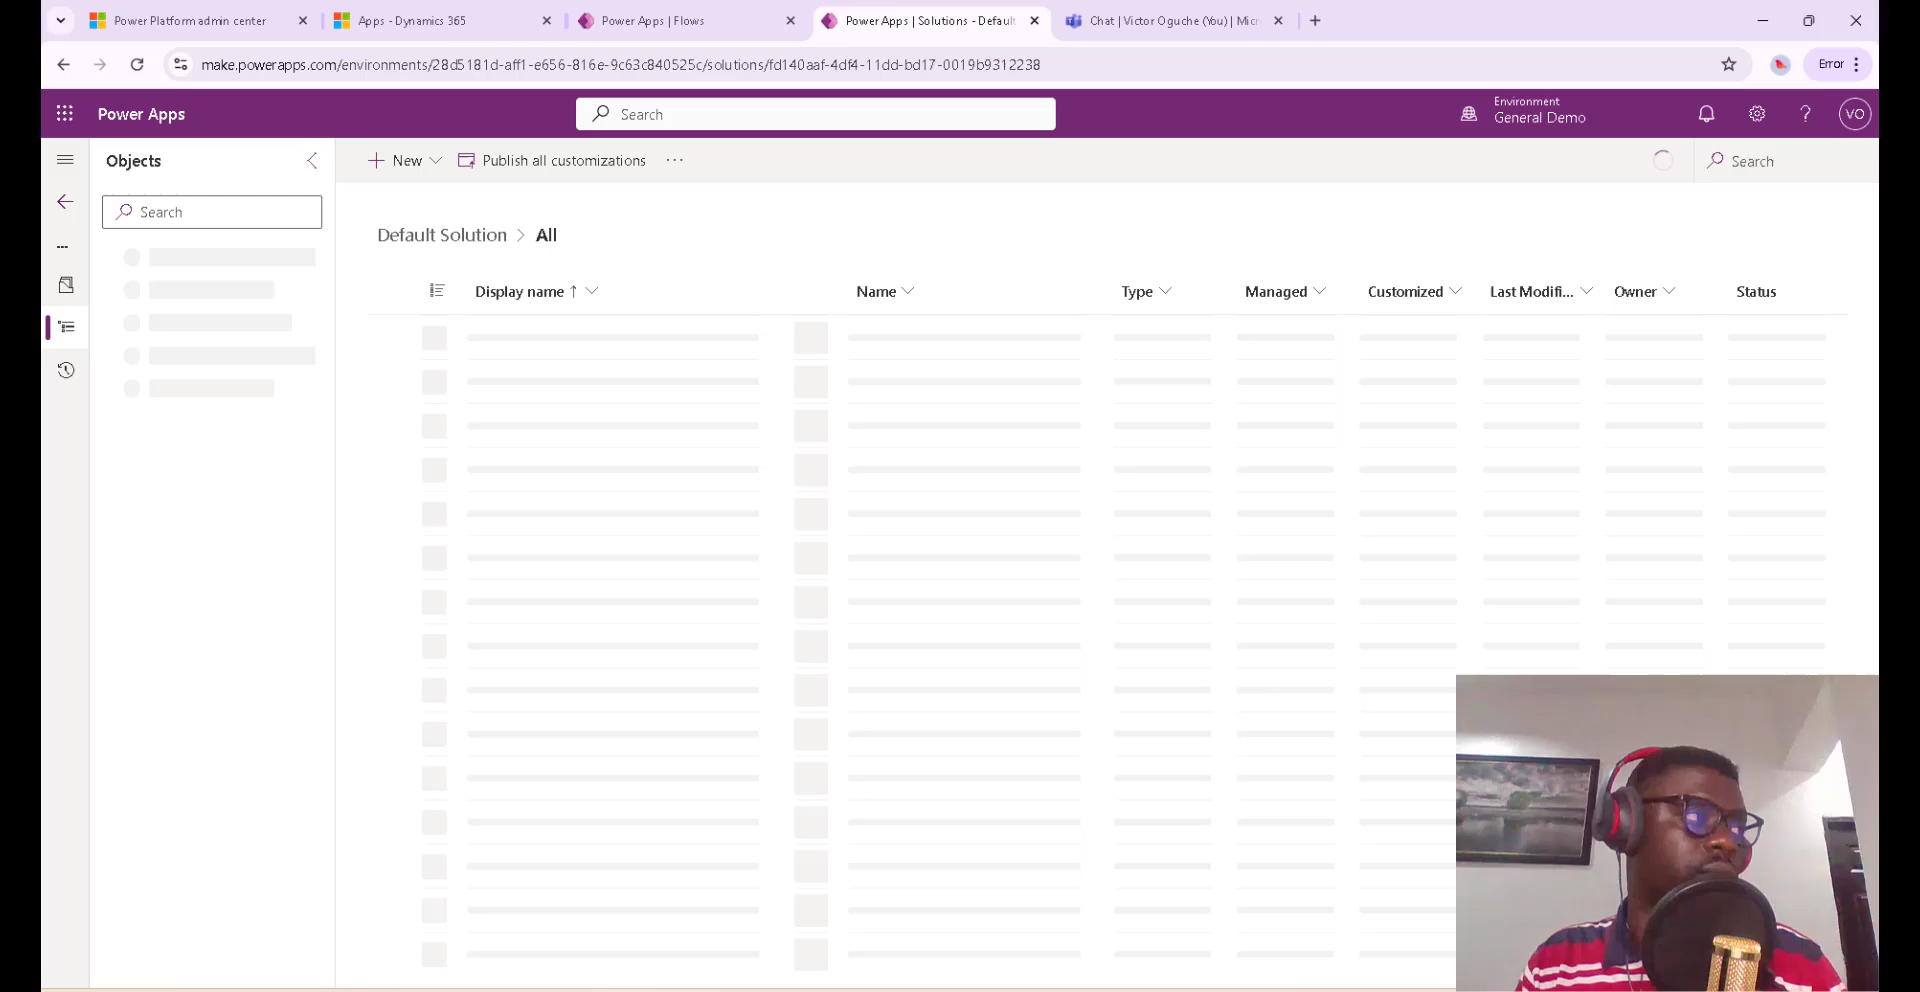 Power Platform admin center
Apps - Dynamics 365
Power Apps | Flows
Power Apps | Solutions - Default
Chat | Victor Oguche (You) | Micr
make.powerapps.com/environments/28d5181d-aff1-e656-816e-9c63c840525c/solutions/fd140aaf-4df4-11dd-bd17-0019b9312238
Error
Power Apps
Search
Environment
General Demo
VO
Objects
New
Publish all customizations
Search
Search
Default Solution > All
Display name ↑
Name
Type
Managed
Customized
Last Modifi...
Owner
Status